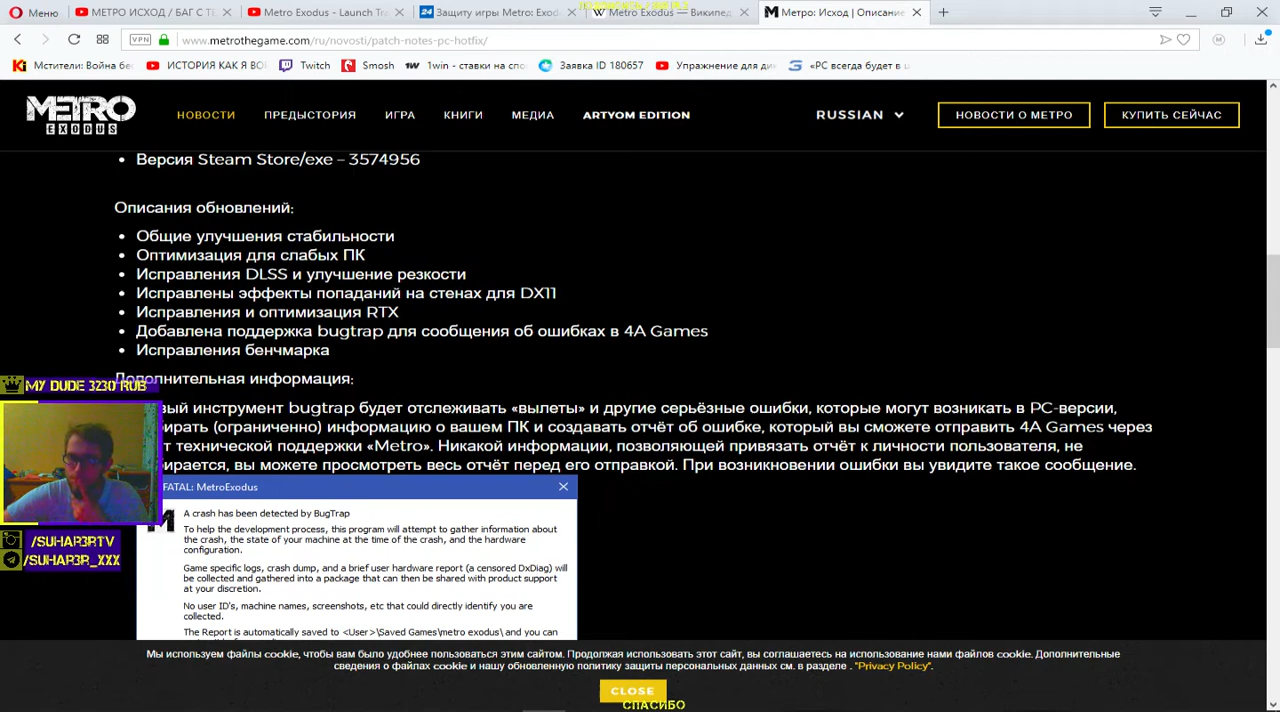 Меню
МЕТРО ИСХОД / БАГ С ТЕ
Metro Exodus - Launch Tra
Защиту игры Metro: Exod
Metro Exodus — Википед
Метро: Исход | Описание
VPN
www.metrothegame.com/ru/novosti/patch-notes-pc-hotfix/
Мстители: Война бес
ИСТОРИЯ КАК Я ВОР
Twitch
Smosh
1win - ставки на спо
Заявка ID 180657
Упражнение для ди
«PC всегда будет в ц
METRO
EXODUS
НОВОСТИ
ПРЕДЫСТОРИЯ
ИГРА
КНИГИ
МЕДИА
ARTYOM EDITION
RUSSIAN
НОВОСТИ О МЕТРО
КУПИТЬ СЕЙЧАС
• Версия Steam Store/exe – 3574956
Описания обновлений:
• Общие улучшения стабильности
• Оптимизация для слабых ПК
• Исправления DLSS и улучшение резкости
• Исправлены эффекты попаданий на стенах для DX11
• Исправления и оптимизация RTX
• Добавлена поддержка bugtrap для сообщения об ошибках в 4A Games
• Исправления бенчмарка
Дополнительная информация:
MY DUDE 3230 RUB
вый инструмент bugtrap будет отслеживать «вылеты» и другие серьёзные ошибки, которые могут возникать в PC-версии,
бирать (ограниченно) информацию о вашем ПК и создавать отчёт об ошибке, который вы сможете отправить 4A Games через
т технической поддержки «Metro». Никакой информации, позволяющей привязать отчёт к личности пользователя, не
бирается, вы можете просмотреть весь отчёт перед его отправкой. При возникновении ошибки вы увидите такое сообщение.
FATAL: MetroExodus
A crash has been detected by BugTrap
To help the development process, this program will attempt to gather information about
the crash, the state of your machine at the time of the crash, and the hardware
configuration.
Game specific logs, crash dump, and a brief user hardware report (a censored DxDiag) will
be collected and gathered into a package that can then be shared with product support
at your discretion.
No user ID's, machine names, screenshots, etc that could directly identify you are
collected.
The Report is automatically saved to <User>\Saved Games\metro exodus\ and you can
/SUHAR3RTV
/SUHAR3R_XXX
Мы используем файлы cookie, чтобы вам было удобнее пользоваться этим сайтом. Продолжая использовать этот сайт, вы соглашаетесь на использование нами файлов cookie. Дополнительные
сведения о файлах cookie и нашу обновленную политику защиты персональных данных см. в разделе . "Privacy Policy".
CLOSE
СПАСИБО